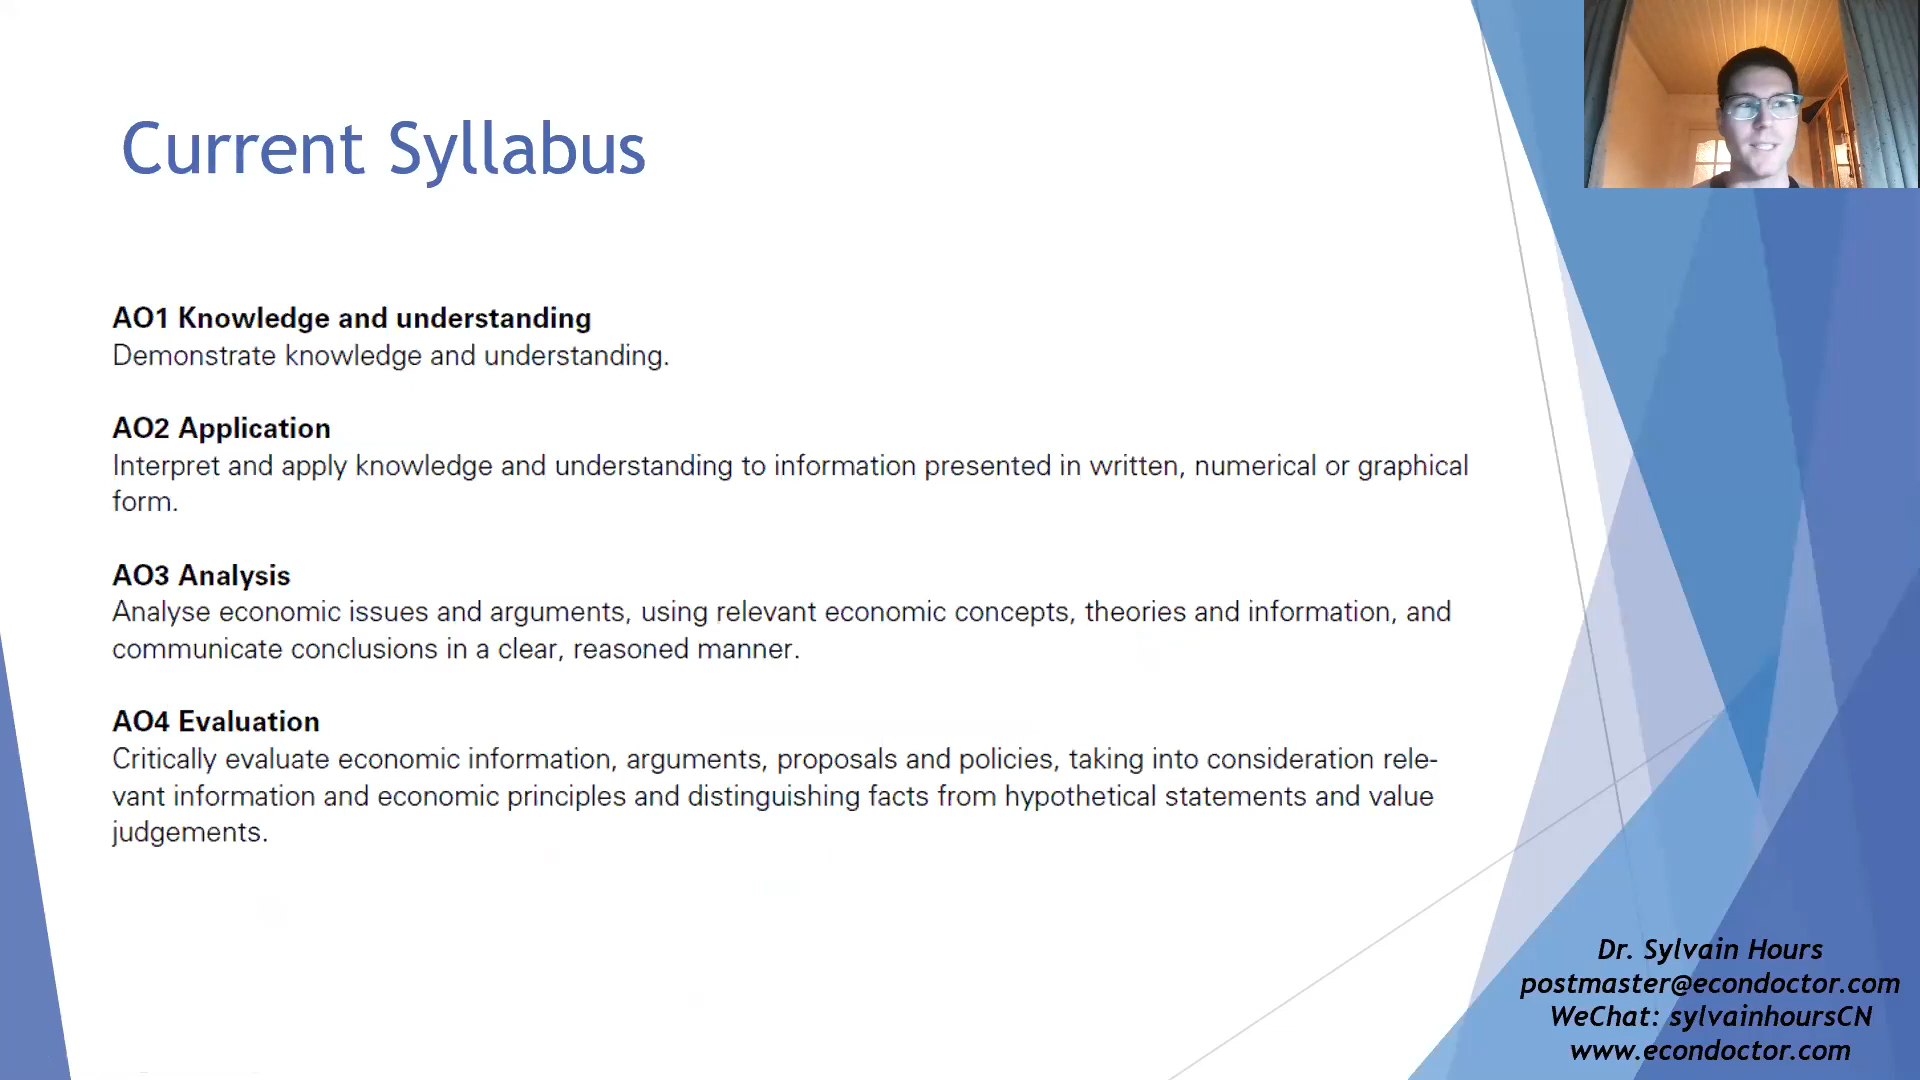 Current Syllabus
AO1 Knowledge and understanding
Demonstrate knowledge and understanding.
AO2 Application
Interpret and apply knowledge and understanding to information presented in written, numerical or graphical
form.
AO3 Analysis
Analyse economic issues and arguments, using relevant economic concepts, theories and information, and
communicate conclusions in a clear, reasoned manner.
AO4 Evaluation
Critically evaluate economic information, arguments, proposals and policies, taking into consideration rele-
vant information and economic principles and distinguishing facts from hypothetical statements and value
judgements.
Dr. Sylvain Hours
postmaster@econdoctor.com
WeChat: sylvainhoursCN
www.econdoctor.com